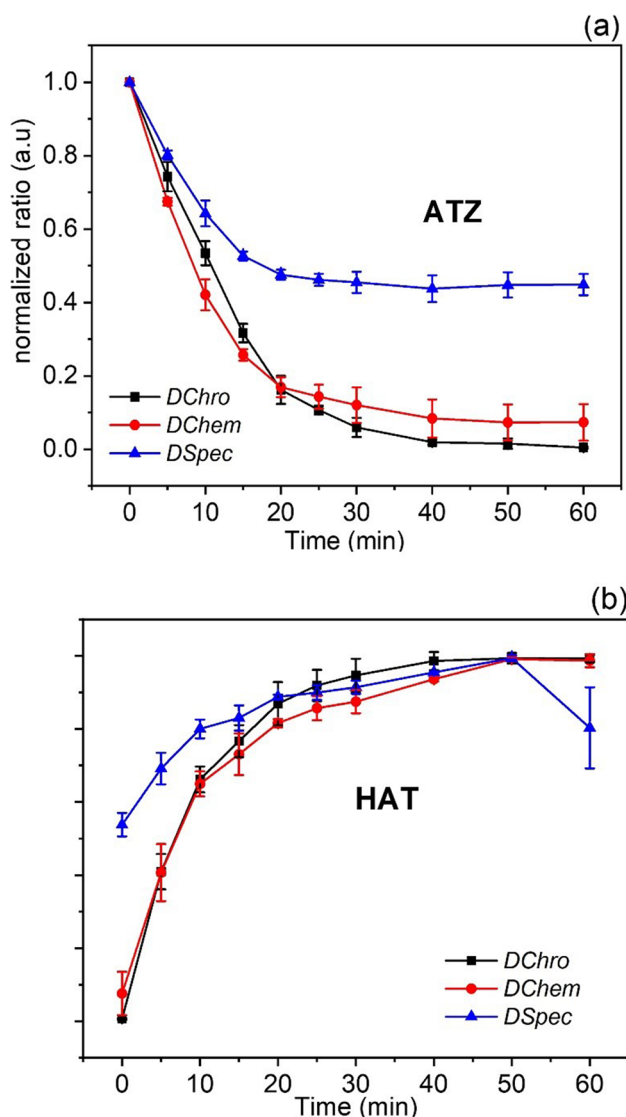 (a)
1.0
0.8
0.6
0.4
0.2
0.0
normalized ratio (a.u)
ATZ
DChro
DChem
DSpec
0 10 20 30 40 50 60
Time (min)
(b)
HAT
DChro
DChem
DSpec
0 10 20 30 40 50 60
Time (min)